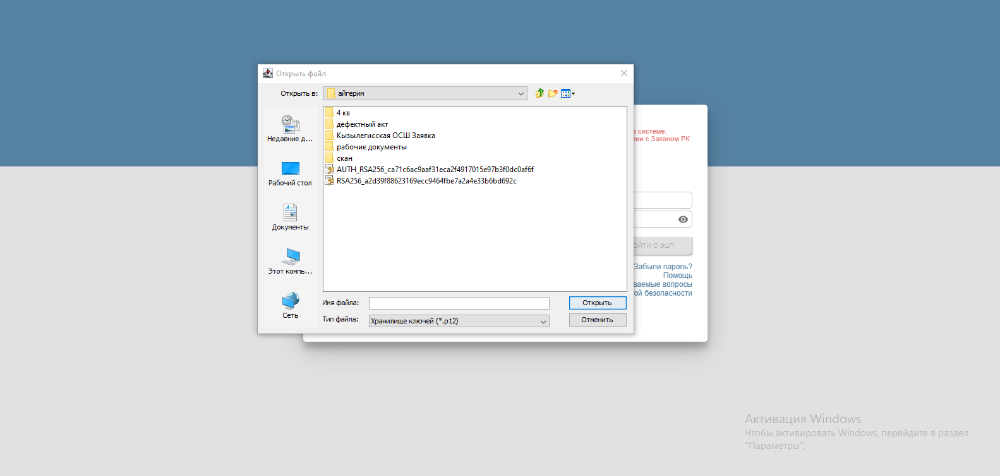 Открыть файл
Открыть в:
айгерим
4 кв
дефектный акт
Кызылегисская ОСШ Заявка
рабочие документы
скан
AUTH_RSA256_ca71c6ac9aaf31eca2f4917015e97b3f0dc0af6f
RSA256_a2d39f88623169ecc9464fbe7a2a4e33b6bd692c
Недавние д...
Рабочий стол
Документы
Этот компь...
Сеть
Имя файла:
Открыть
Тип файла:
Хранилище ключей (*.p12)
Отменить
в системе,
вии с Законом РК
ойти с эцп
Забыли пароль?
Помощь
ваемые вопросы
ой безопасности
Активация Windows
Чтобы активировать Windows, перейдите в раздел
"Параметры".